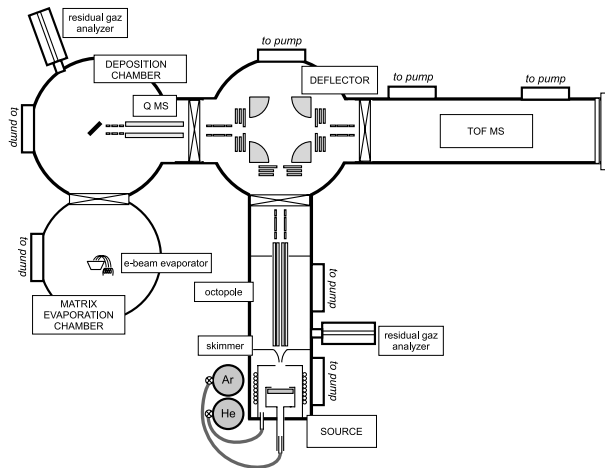 residual gaz
analyzer
to pump
DEPOSITION
CHAMBER
DEFLECTOR
to pump
to pump
Q MS
to pump
TOF MS
e-beam evaporator
to pump
MATRIX
EVAPORATION
CHAMBER
octopole
to pump
skimmer
residual gaz
analyzer
to pump
Ar
He
SOURCE